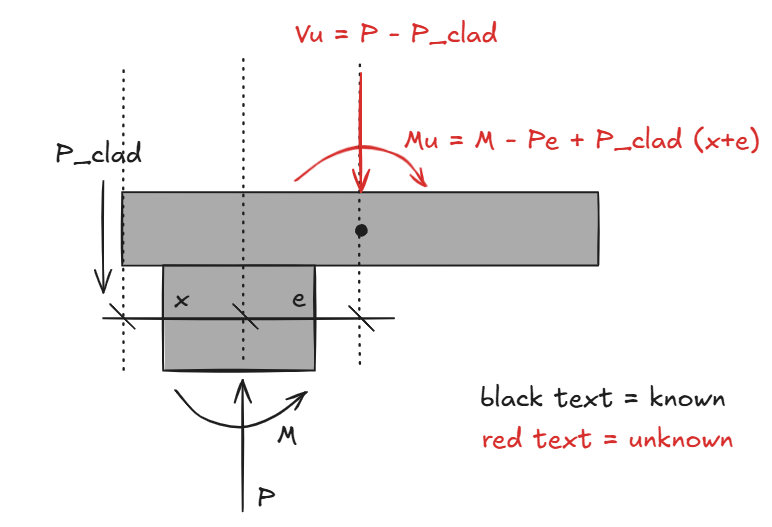 Vu = P - P_clad
P_clad
Mu = M - Pe + P_clad (x+e)
x
e
M
P
black text = known
red text = unknown